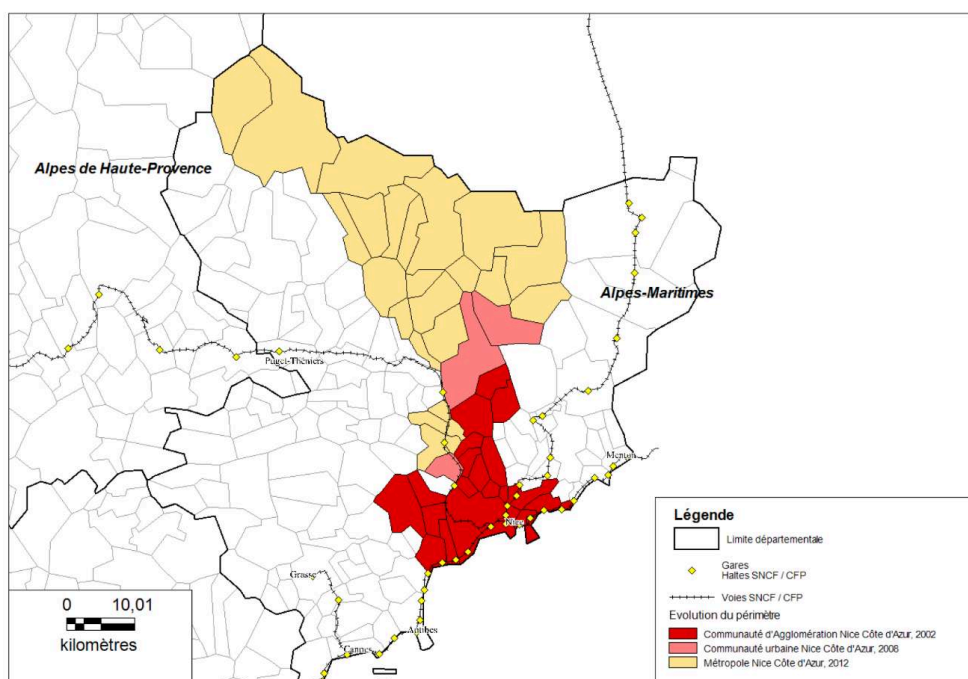 Alpes de Haute-Provence
Alpes-Maritimes
Puget-Théniers
Menton
Nice
Grasse
Antibes
Cannes
0 10,01
kilomètres
Légende
Limite départementale
Gares
Haltes SNCF / CFP
Voies SNCF / CFP
Evolution du périmètre
Communauté d'Agglomération Nice Côte d'Azur, 2002
Communauté urbaine Nice Côte d'Azur, 2008
Métropole Nice Côte d'Azur, 2012